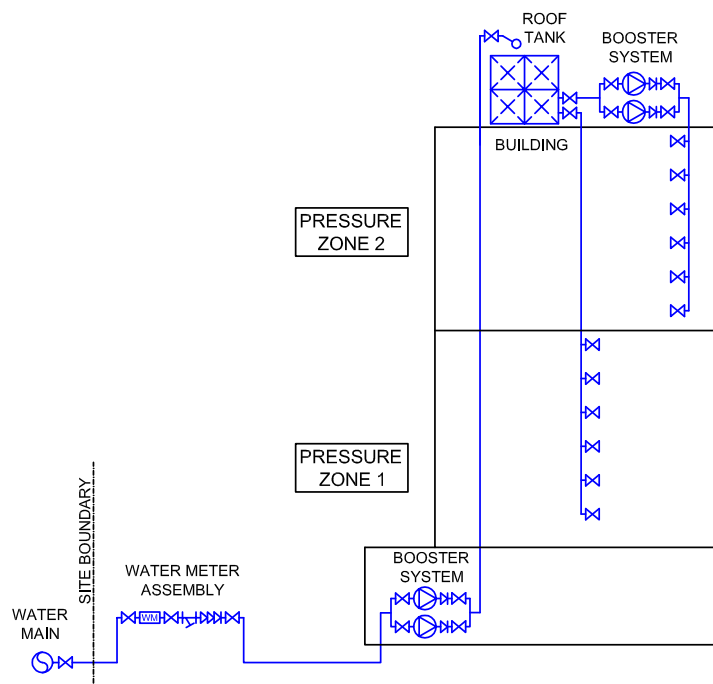 ROOF
TANK
BOOSTER
SYSTEM
BUILDING
PRESSURE
ZONE 2
PRESSURE
ZONE 1
SITE BOUNDARY
WATER METER
ASSEMBLY
BOOSTER
SYSTEM
WATER
MAIN
WM